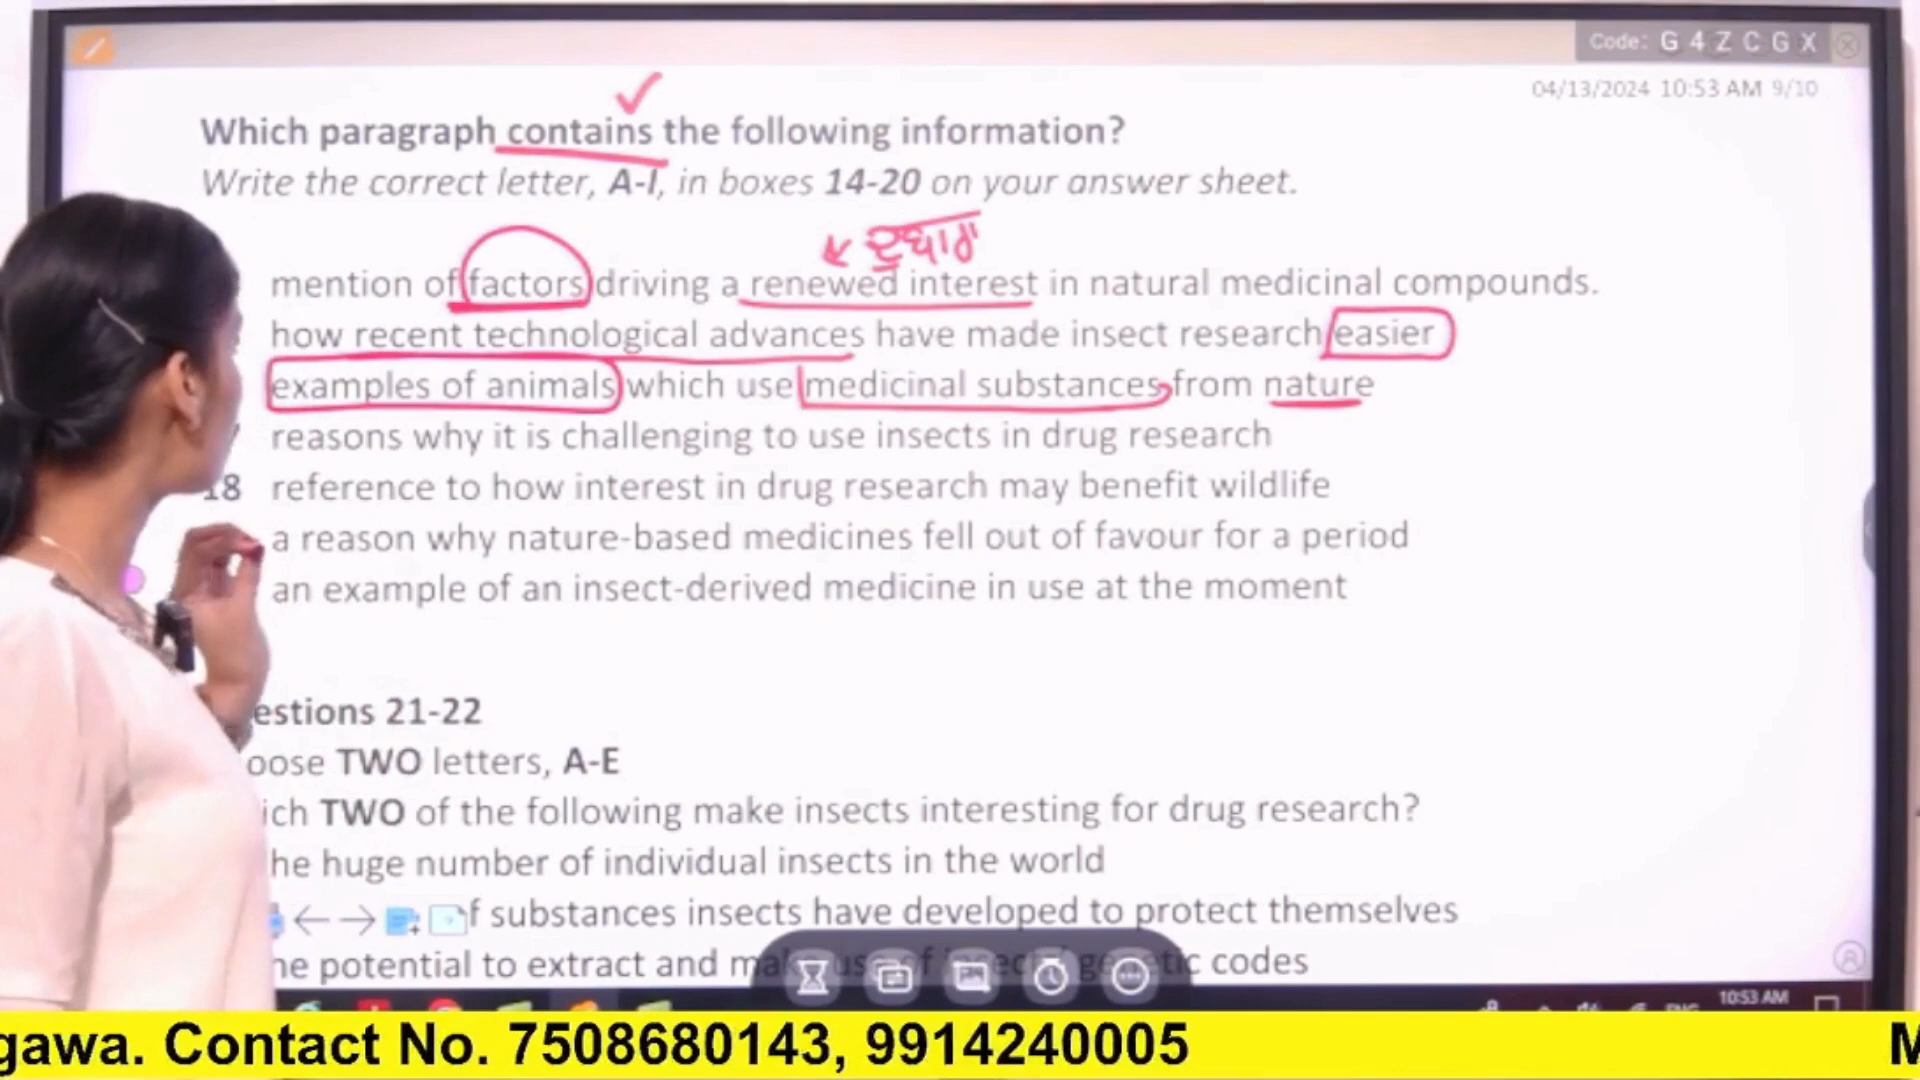 Code: G 4 Z C G X
04/13/2024 10:53 AM 9/10
Which paragraph contains the following information?
Write the correct letter, A-I, in boxes 14-20 on your answer sheet.
ਦੁਬਾਰਾ
mention of factors driving a renewed interest in natural medicinal compounds.
how recent technological advances have made insect research easier
examples of animals which use medicinal substances from nature
reasons why it is challenging to use insects in drug research
18 reference to how interest in drug research may benefit wildlife
a reason why nature-based medicines fell out of favour for a period
an example of an insect-derived medicine in use at the moment
estions 21-22
oose TWO letters, A-E
ich TWO of the following make insects interesting for drug research?
he huge number of individual insects in the world
f substances insects have developed to protect themselves
he potential to extract and make use of insect genetic codes
10:53 AM
gawa. Contact No. 7508680143, 9914240005 M